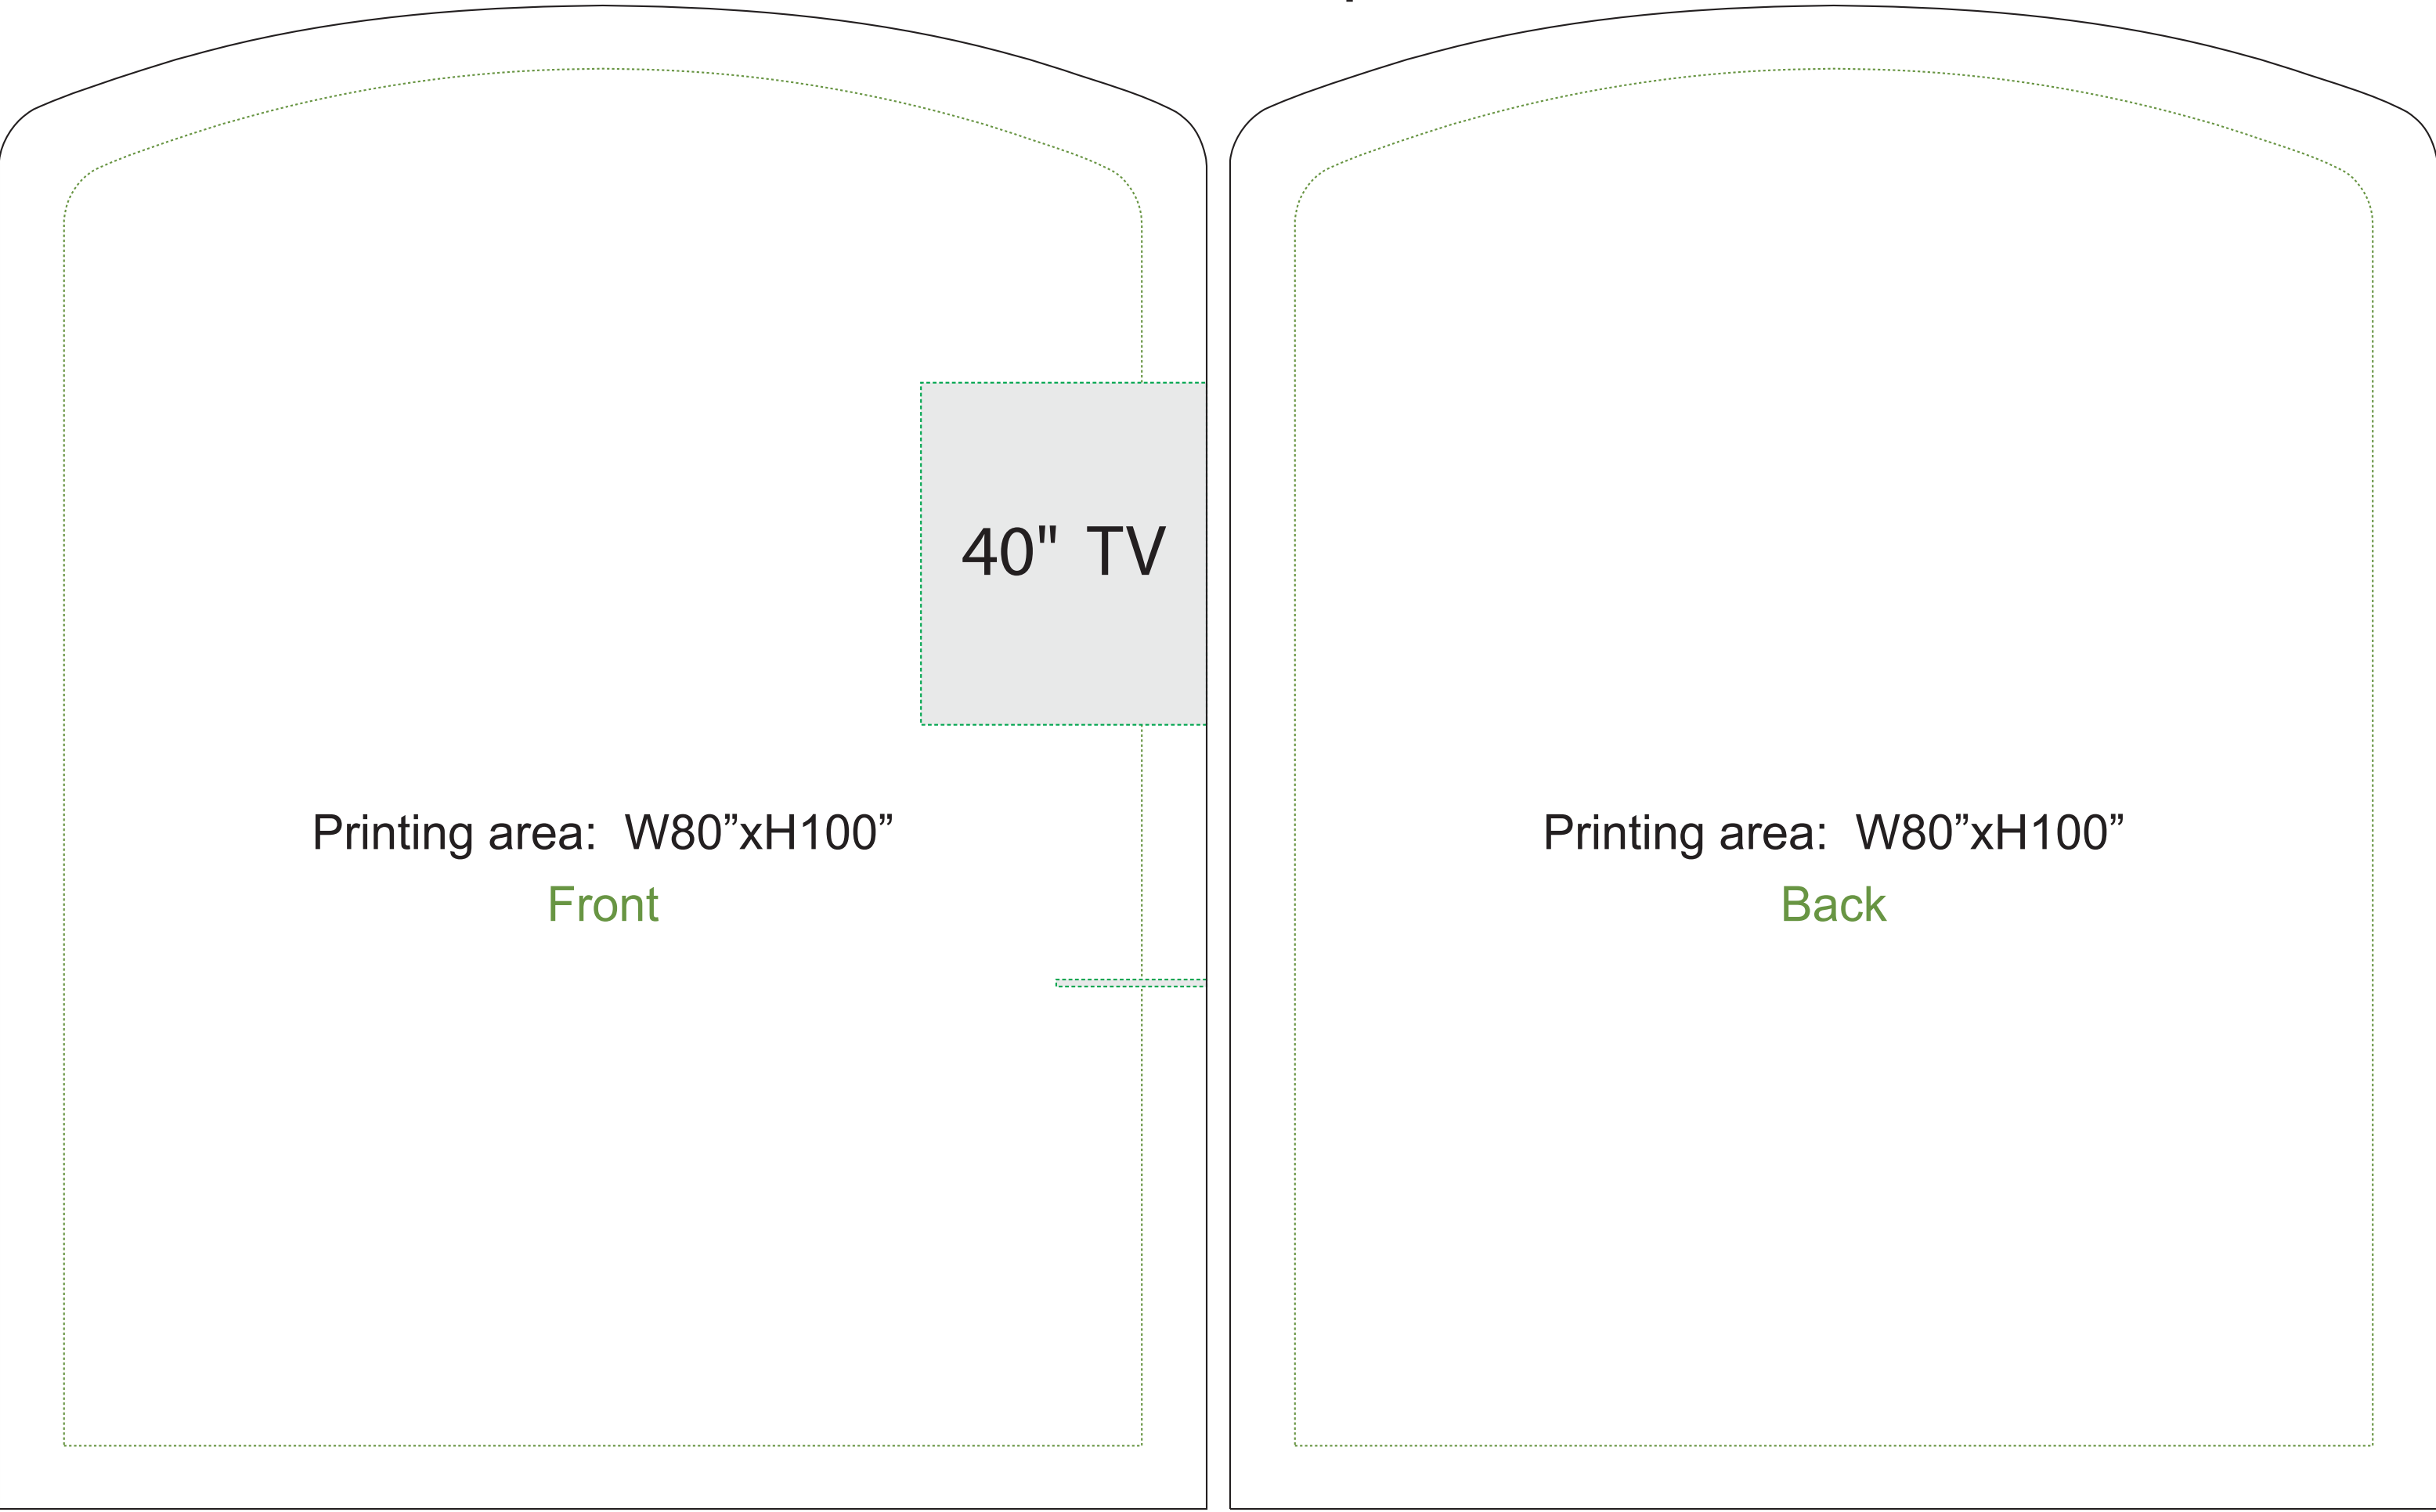 40" TV
Printing area:  W80”xH100”
Front
Printing area:  W80”xH100”
Back